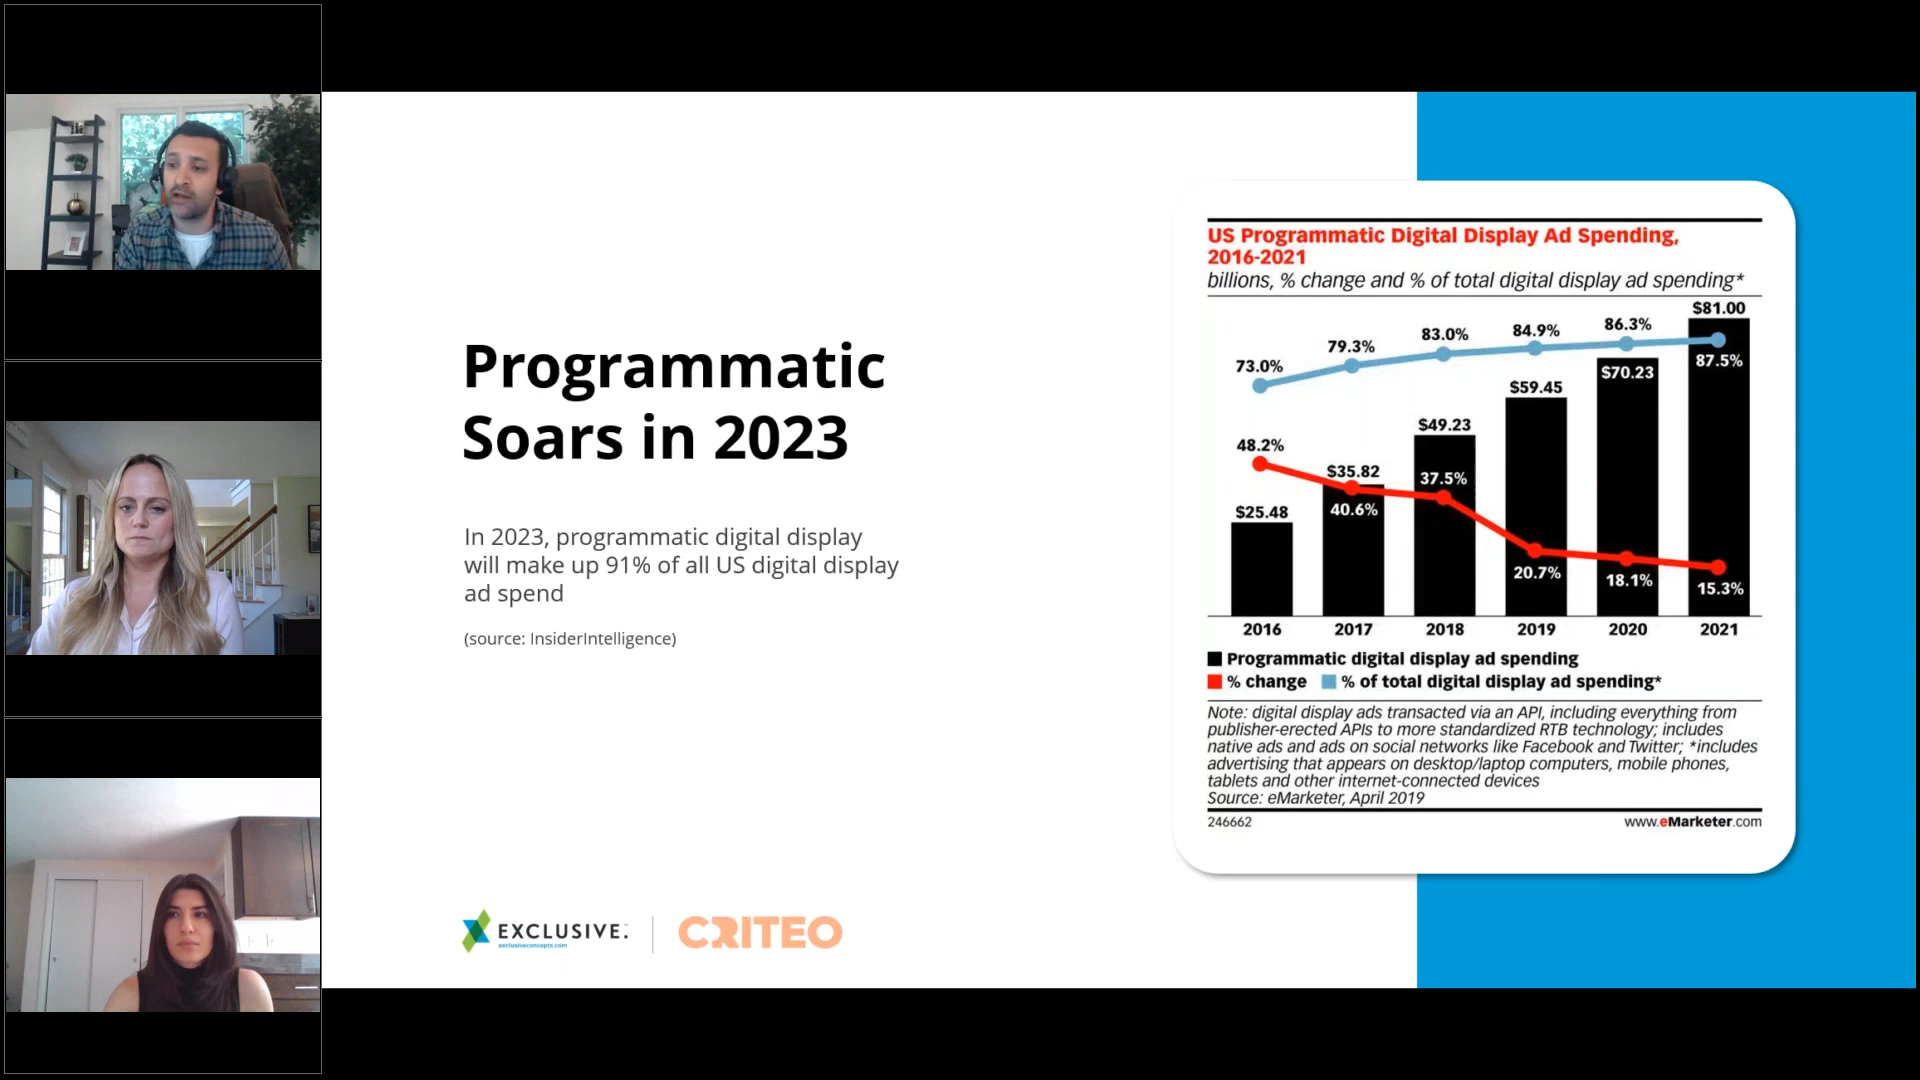 Programmatic
Soars in 2023
In 2023, programmatic digital display
will make up 91% of all US digital display
ad spend
(source: InsiderIntelligence)
EXCLUSIVE.
exclusiveconcepts.com
CRITEO
US Programmatic Digital Display Ad Spending,
2016-2021
billions, % change and % of total digital display ad spending*
$81.00
73.0% 79.3% 83.0% 84.9% 86.3% 87.5%
$25.48 $35.82 $49.23 $59.45 $70.23
48.2% 40.6% 37.5% 20.7% 18.1% 15.3%
2016 2017 2018 2019 2020 2021
Programmatic digital display ad spending
% change % of total digital display ad spending*
Note: digital display ads transacted via an API, including everything from
publisher-erected APIs to more standardized RTB technology; includes
native ads and ads on social networks like Facebook and Twitter; *includes
advertising that appears on desktop/laptop computers, mobile phones,
tablets and other internet-connected devices
Source: eMarketer, April 2019
246662 www.eMarketer.com